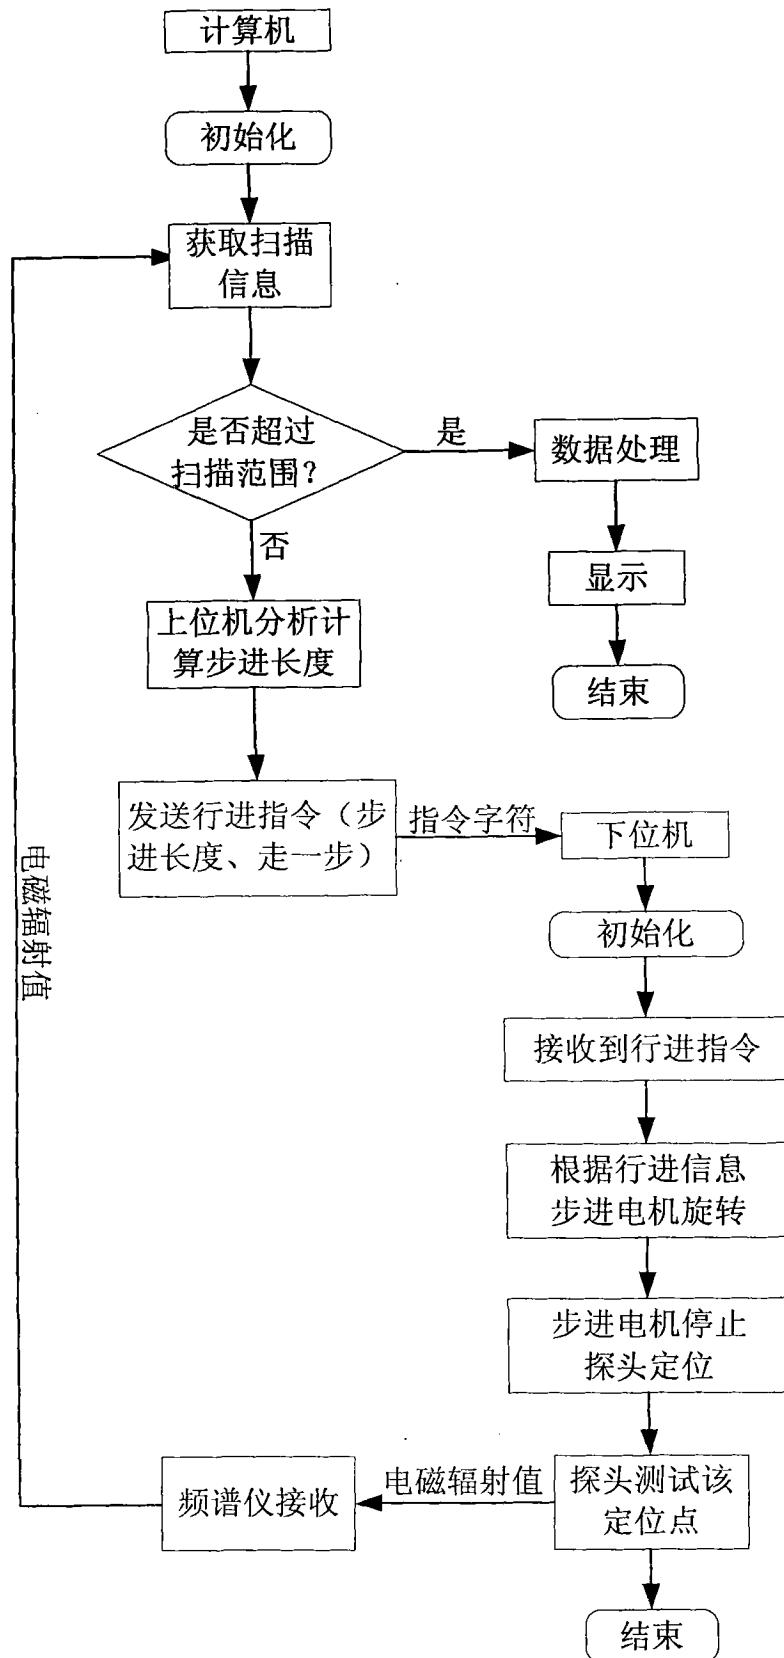 计算机
初始化
获取扫描
信息
是否超过
扫描范围?
是
数据处理
否
显示
上位机分析计
算步进长度
结束
发送行进指令（步
进长度、走一步）
指令字符
下位机
初始化
电磁辐射值
接收到行进指令
根据行进信息
步进电机旋转
步进电机停止
探头定位
频谱仪接收
电磁辐射值
探头测试该
定位点
结束